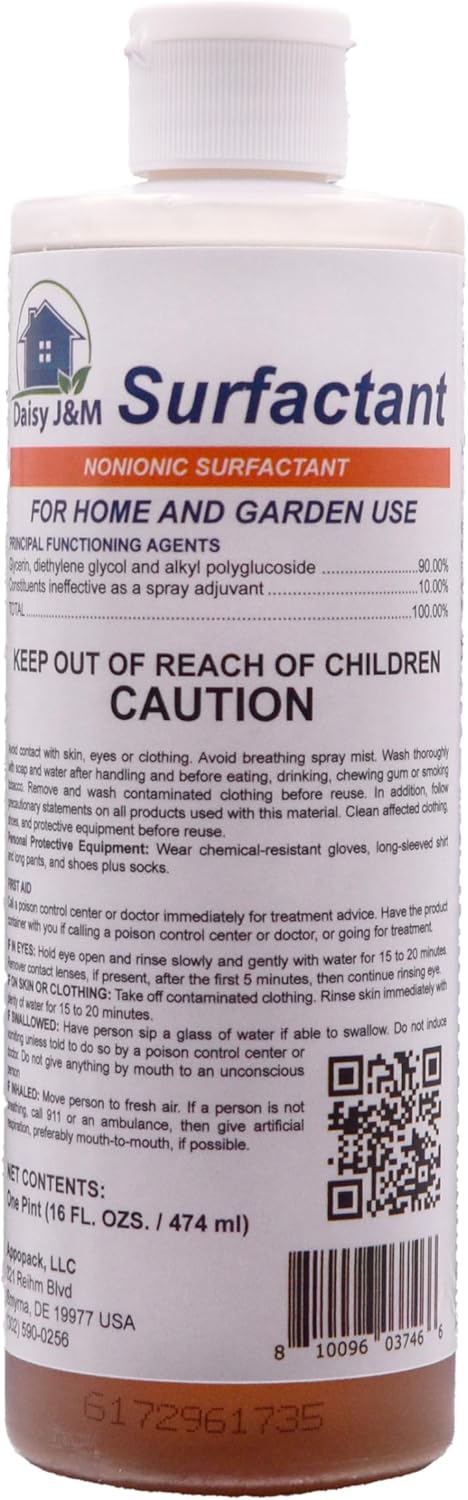 Daisy J&M
Surfactant
NONIONIC SURFACTANT
FOR HOME AND GARDEN USE
PRINCIPAL FUNCTIONING AGENTS
Glycerin, diethylene glycol and alkyl polyglucoside ........................90.00%
Constituents ineffective as a spray adjuvant ...................................10.00%
TOTAL..........................................................................................100.00%
KEEP OUT OF REACH OF CHILDREN
CAUTION
Avoid contact with skin, eyes or clothing. Avoid breathing spray mist. Wash thoroughly
with soap and water after handling and before eating, drinking, chewing gum or smoking
tobacco. Remove and wash contaminated clothing before reuse. In addition, follow
precautionary statements on all products used with this material. Clean affected clothing,
shoes, and protective equipment before reuse.
Personal Protective Equipment: Wear chemical-resistant gloves, long-sleeved shirt
and long pants, and shoes plus socks.
FIRST AID
Call a poison control center or doctor immediately for treatment advice. Have the product
container with you if calling a poison control center or doctor, or going for treatment.
IF IN EYES: Hold eye open and rinse slowly and gently with water for 15 to 20 minutes.
Remover contact lenses, if present, after the first 5 minutes, then continue rinsing eye.
IF ON SKIN OR CLOTHING: Take off contaminated clothing. Rinse skin immediately with
plenty of water for 15 to 20 minutes.
IF SWALLOWED: Have person sip a glass of water if able to swallow. Do not induce
vomiting unless told to do so by a poison control center or
doctor. Do not give anything by mouth to an unconscious
person
IF INHALED: Move person to fresh air. If a person is not
breathing, call 911 or an ambulance, then give artificial
respiration, preferably mouth-to-mouth, if possible.
NET CONTENTS:
One Pint (16 FL. OZS. / 474 ml)
Appopack, LLC
221 Reihm Blvd
Smyrna, DE 19977 USA
(302) 590-0256
8 10096 03746 6
6172961735